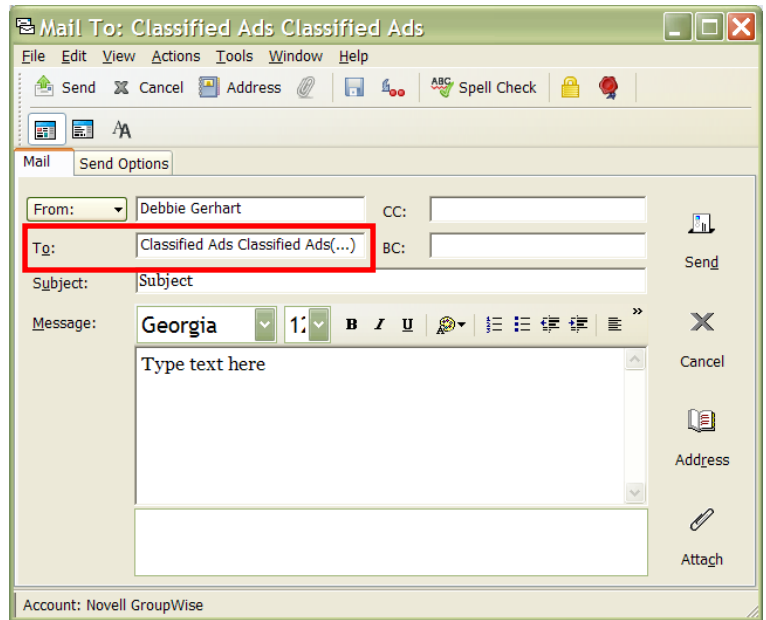 Mail To: Classified Ads Classified Ads
File Edit View Actions Tools Window Help
Send Cancel Address ABC Spell Check
AA
Mail Send Options
From: Debbie Gerhart CC:
To: Classified Ads Classified Ads(...) BC:
Send
Subject: Subject
Message: Georgia B I U »
Type text here
Cancel
Address
Attach
Account: Novell GroupWise